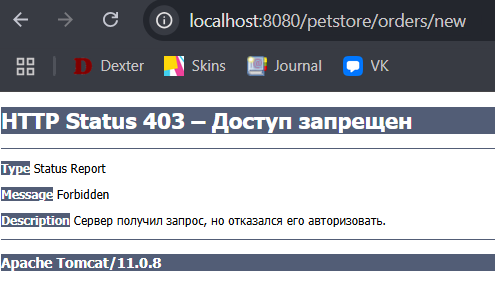 localhost:8080/petstore/orders/new
Dexter Skins Journal VK
HTTP Status 403 – Доступ запрещен
Type Status Report
Message Forbidden
Description Сервер получил запрос, но отказался его авторизовать.
Apache Tomcat/11.0.8